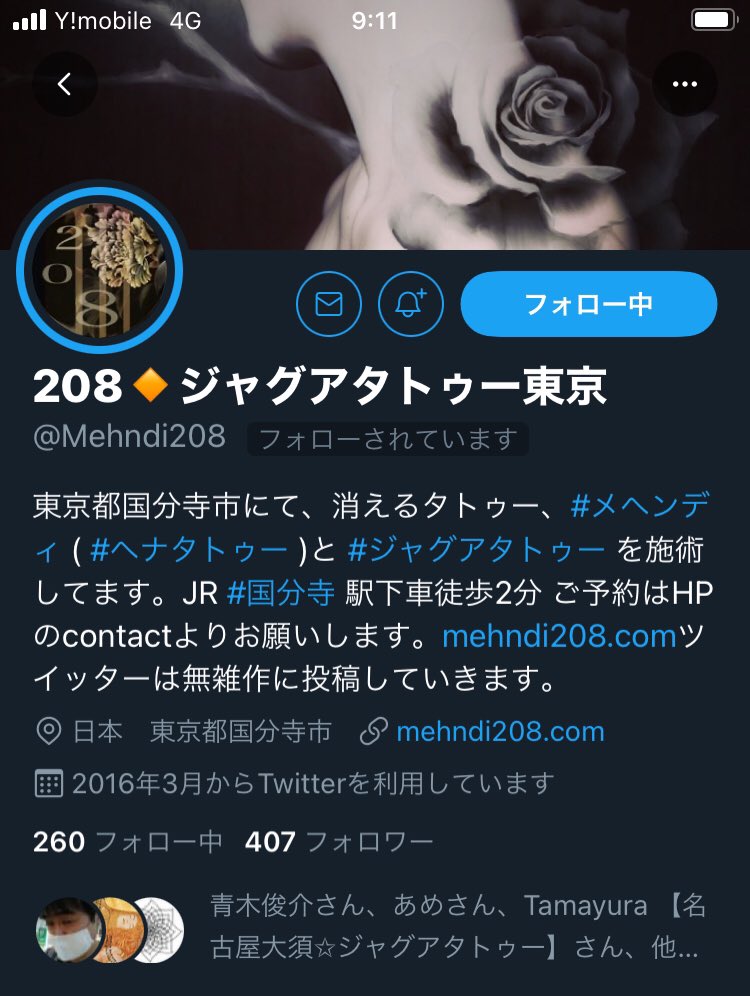 Y!mobile 4G 9:11
208
フォロー中
208🔸ジャグアタトゥー東京
@Mehndi208 フォローされています
東京都国分寺市にて、消えるタトゥー、#メヘンデ
ィ ( #ヘナタトゥー )と #ジャグアタトゥー を施術
してます。JR #国分寺 駅下車徒歩2分 ご予約はHP
のcontactよりお願いします。mehndi208.comツ
イッターは無雑作に投稿していきます。
日本 東京都国分寺市 mehndi208.com
2016年3月からTwitterを利用しています
260 フォロー中 407 フォロワー
青木俊介さん、あめさん、Tamayura 【名
古屋大須☆ジャグアタトゥー】さん、他...